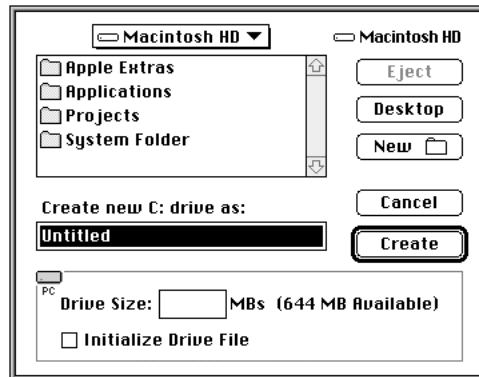 Macintosh HD
Macintosh HD
Apple Extras
Applications
Projects
System Folder
Eject
Desktop
New
Create new C: drive as:
Untitled
Cancel
Create
PC
Drive Size: MBs (644 MB Available)
Initialize Drive File